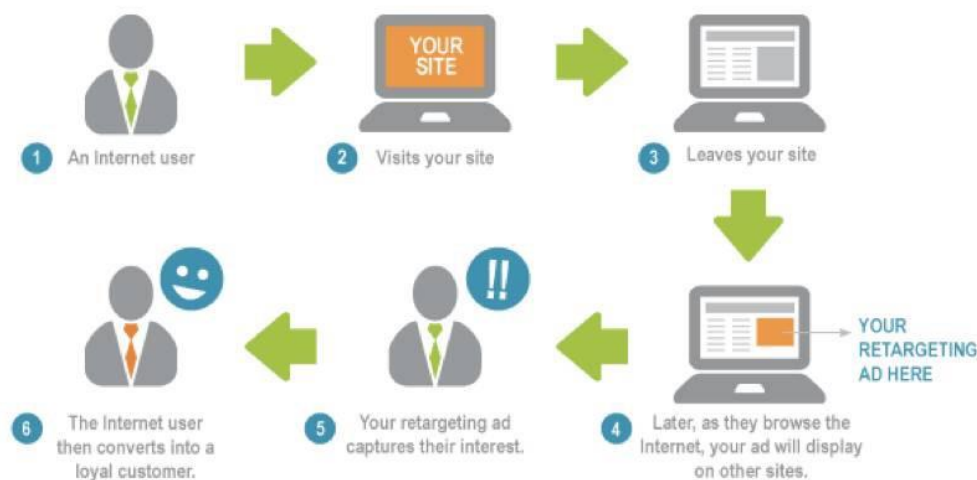 YOUR
SITE
1 An Internet user
2 Visits your site
3 Leaves your site
YOUR
RETARGETING
AD HERE
4 Later, as they browse the
Internet, your ad will display
on other sites.
!!
5 Your retargeting ad
captures their interest.
6 The Internet user
then converts into a
loyal customer.